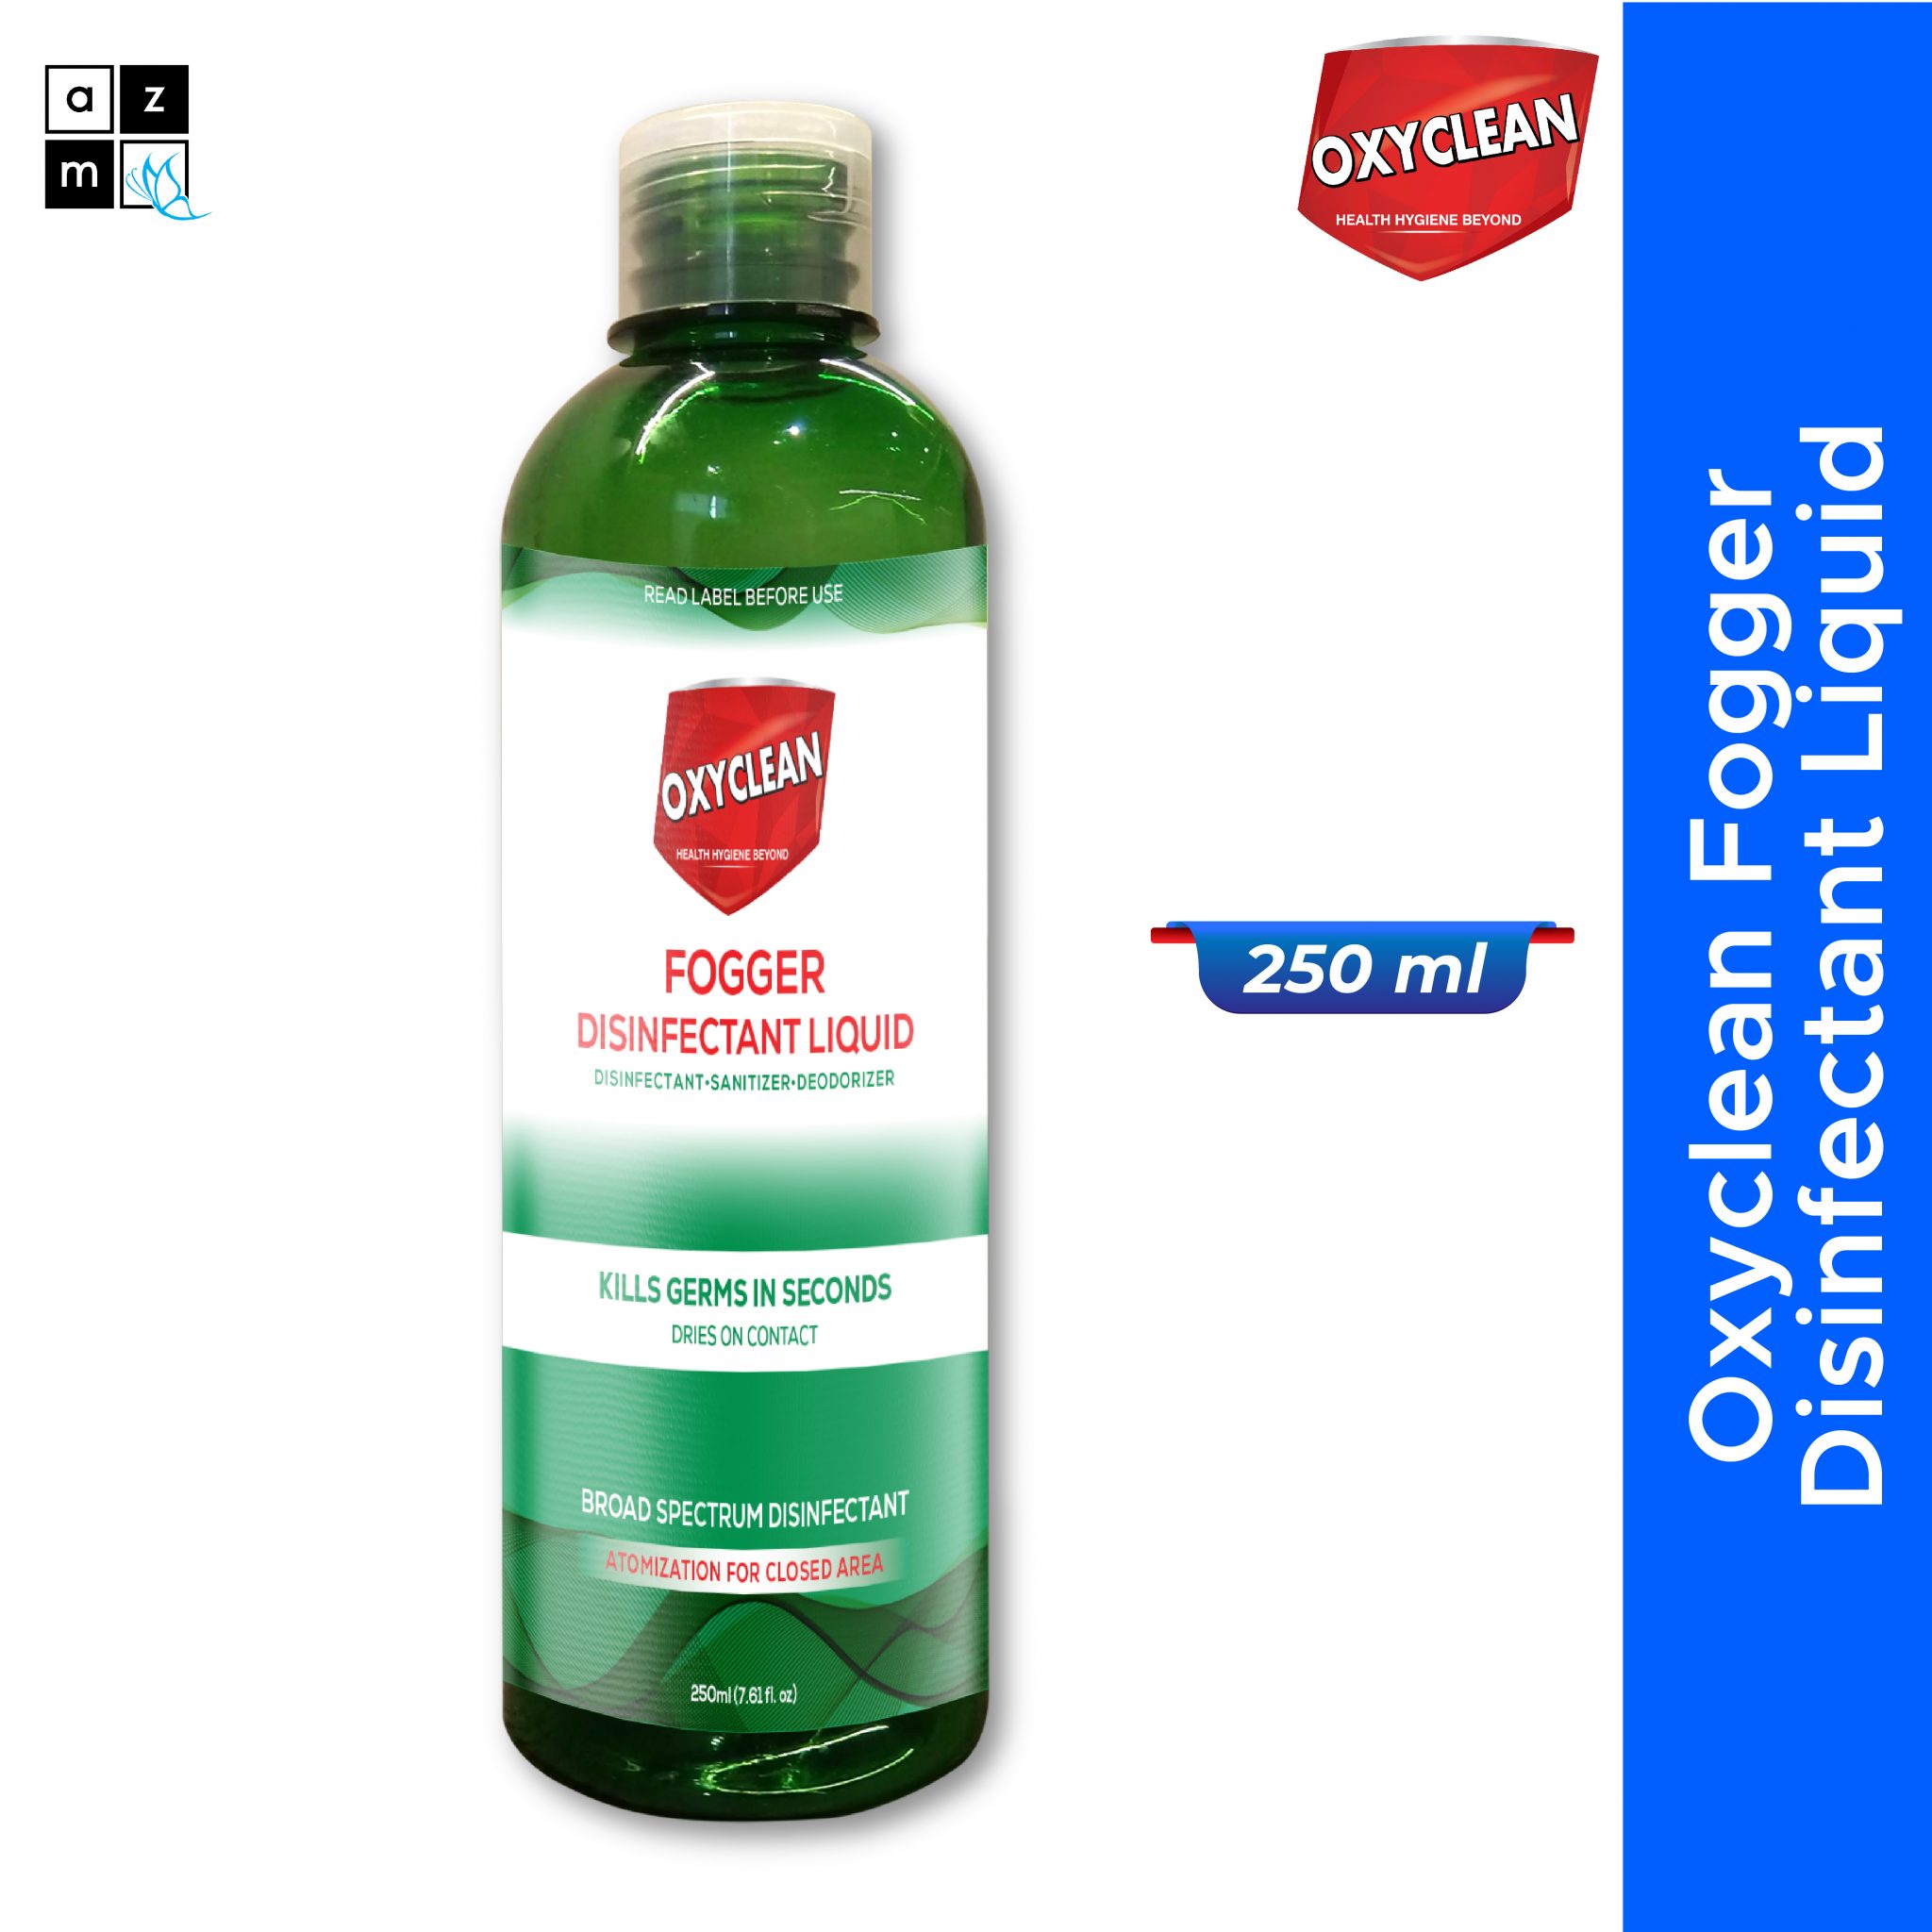 a z
m
OXYCLEAN
HEALTH HYGIENE BEYOND
READ LABEL BEFORE USE
OXYCLEAN
HEALTH HYGIENE BEYOND
FOGGER
DISINFECTANT LIQUID
DISINFECTANT•SANITIZER•DEODORIZER
KILLS GERMS IN SECONDS
DRIES ON CONTACT
BROAD SPECTRUM DISINFECTANT
ATOMIZATION FOR CLOSED AREA
250ml (7.61 fl. oz)
250 ml
Oxyclean Fogger
Disinfectant Liquid